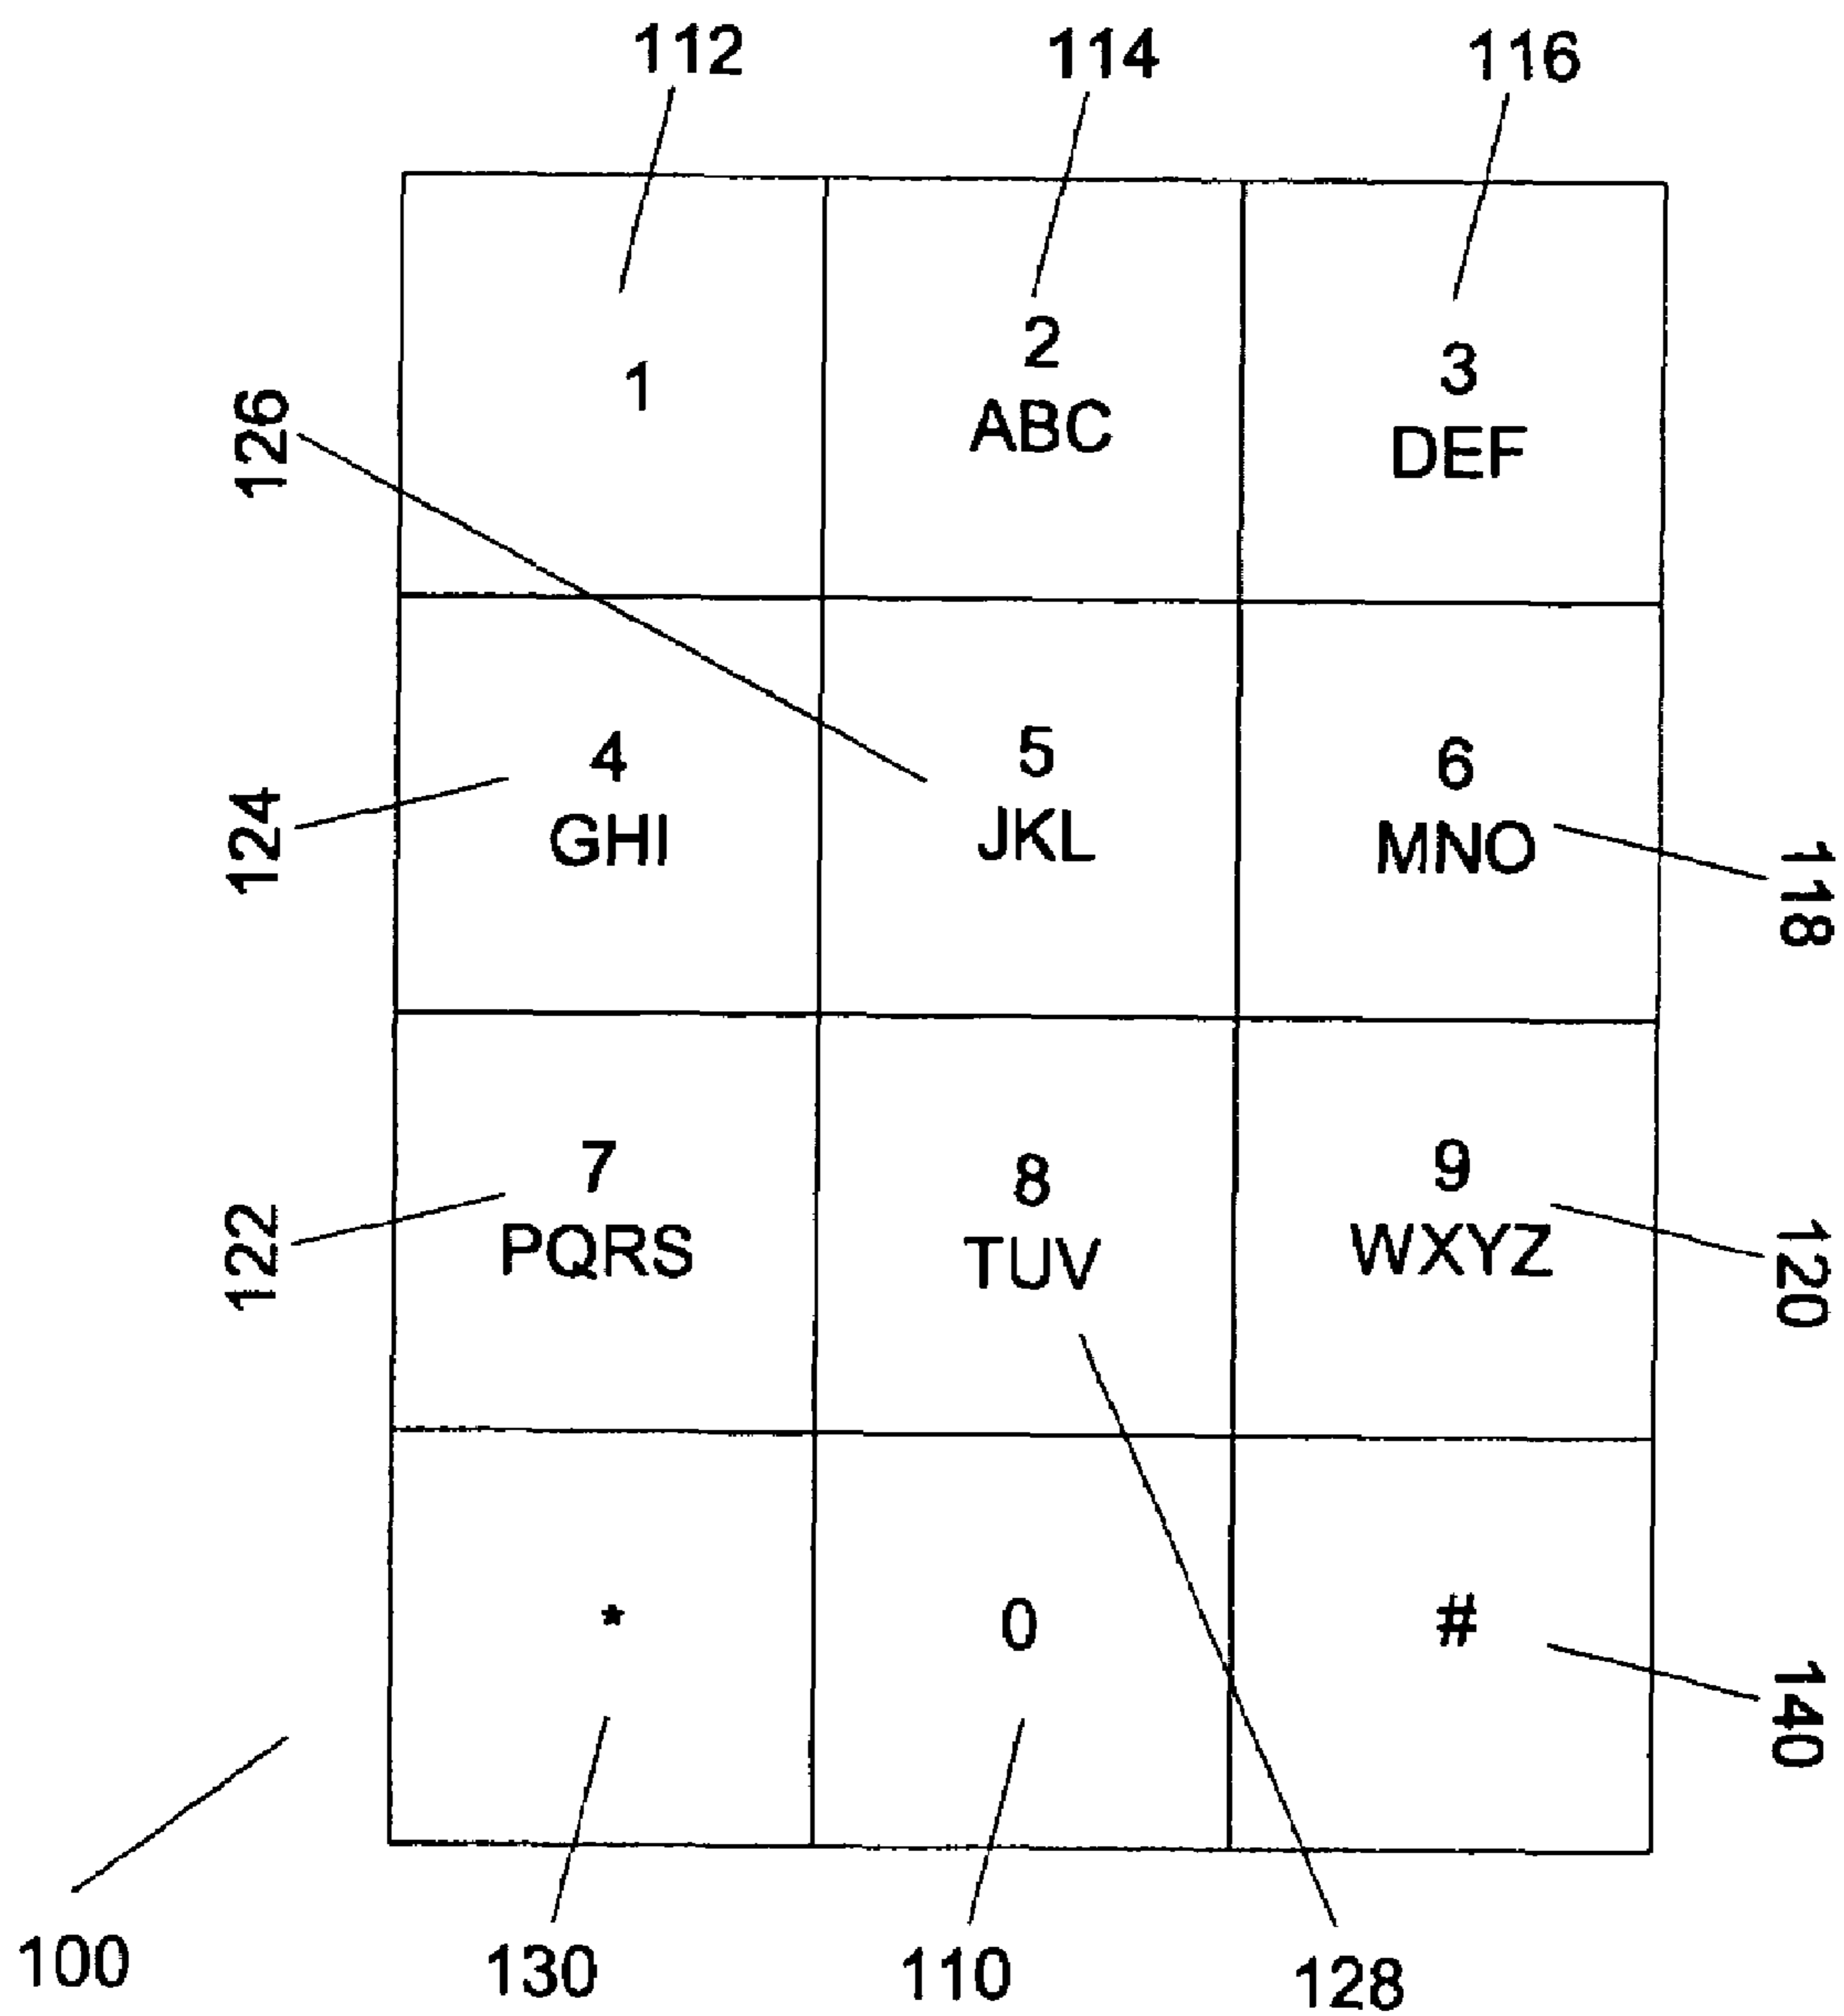 112 114 116
1
2
ABC
3
DEF
126
4
GHI
5
JKL
6
MNO
124
118
7
PQRS
8
TUV
9
WXYZ
122
120
*
0
#
140
100 130 110 128